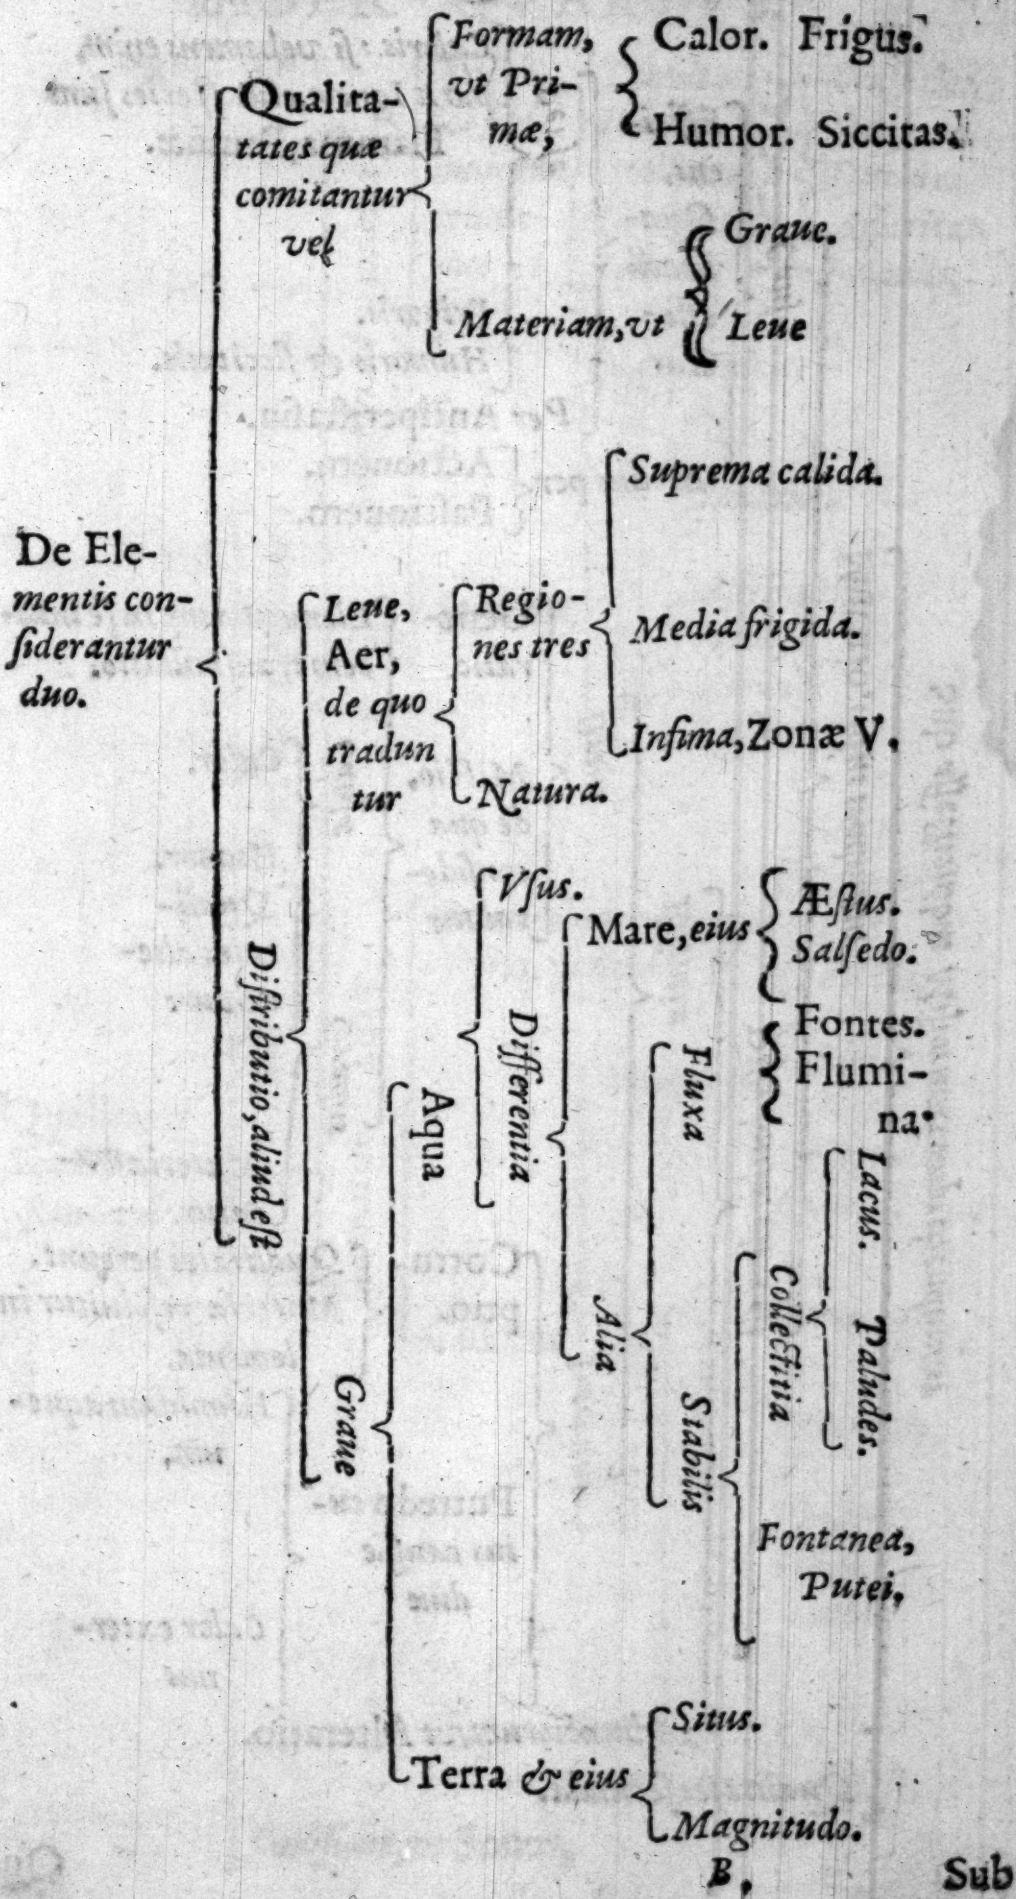 De Ele-
mentis con-
ſiderantur
duo.
Qualita-
tates quæ
comitantur
vel
Formam,
vt Pri-
mæ,
Calor. Frigus.
Humor. Siccitas.
Materiam, vt
Graue.
Leue
Diſtributio, aliud eſt
Leue,
Aer,
de quo
tradun
tur
Regio-
nes tres
Suprema calida.
Media frigida.
Infima, Zonæ V.
Natura.
Graue
Aqua
Vſus.
Differentia
Mare, eius
Æſtus.
Salſedo.
Alia
Fluxa
Fontes.
Flumi-
na.
Stabilis
Collectitia
Lacus.
Paludes.
Fontanea,
Putei.
Terra & eius
Situs.
Magnitudo.
B.
Sub